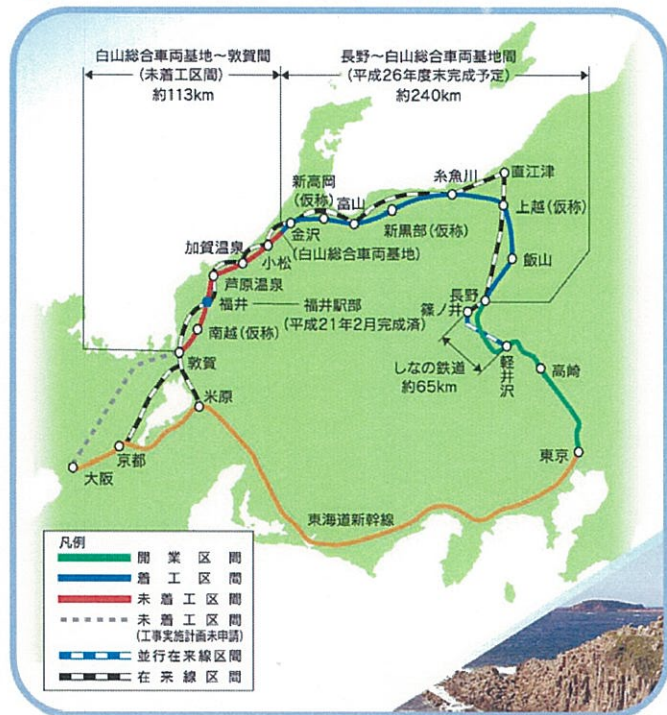 白山総合車両基地～敦賀間
(未着工区間)
約113km
長野～白山総合車両基地間
(平成26年度末完成予定)
約240km
直江津
糸魚川
新高岡
(仮称)
富山
上越(仮称)
金沢
新黒部(仮称)
加賀温泉
(白山総合車両基地)
小松
飯山
芦原温泉
長野
福井
福井駅部
(平成21年2月完成済)
篠ノ井
南越(仮称)
敦賀
しなの鉄道
約65km
軽井沢
高崎
米原
京都
東京
大阪
東海道新幹線
凡例
開業区間
着工区間
未着工区間
未着工区間
(工事実施計画未申請)
並行在来線区間
在来線区間